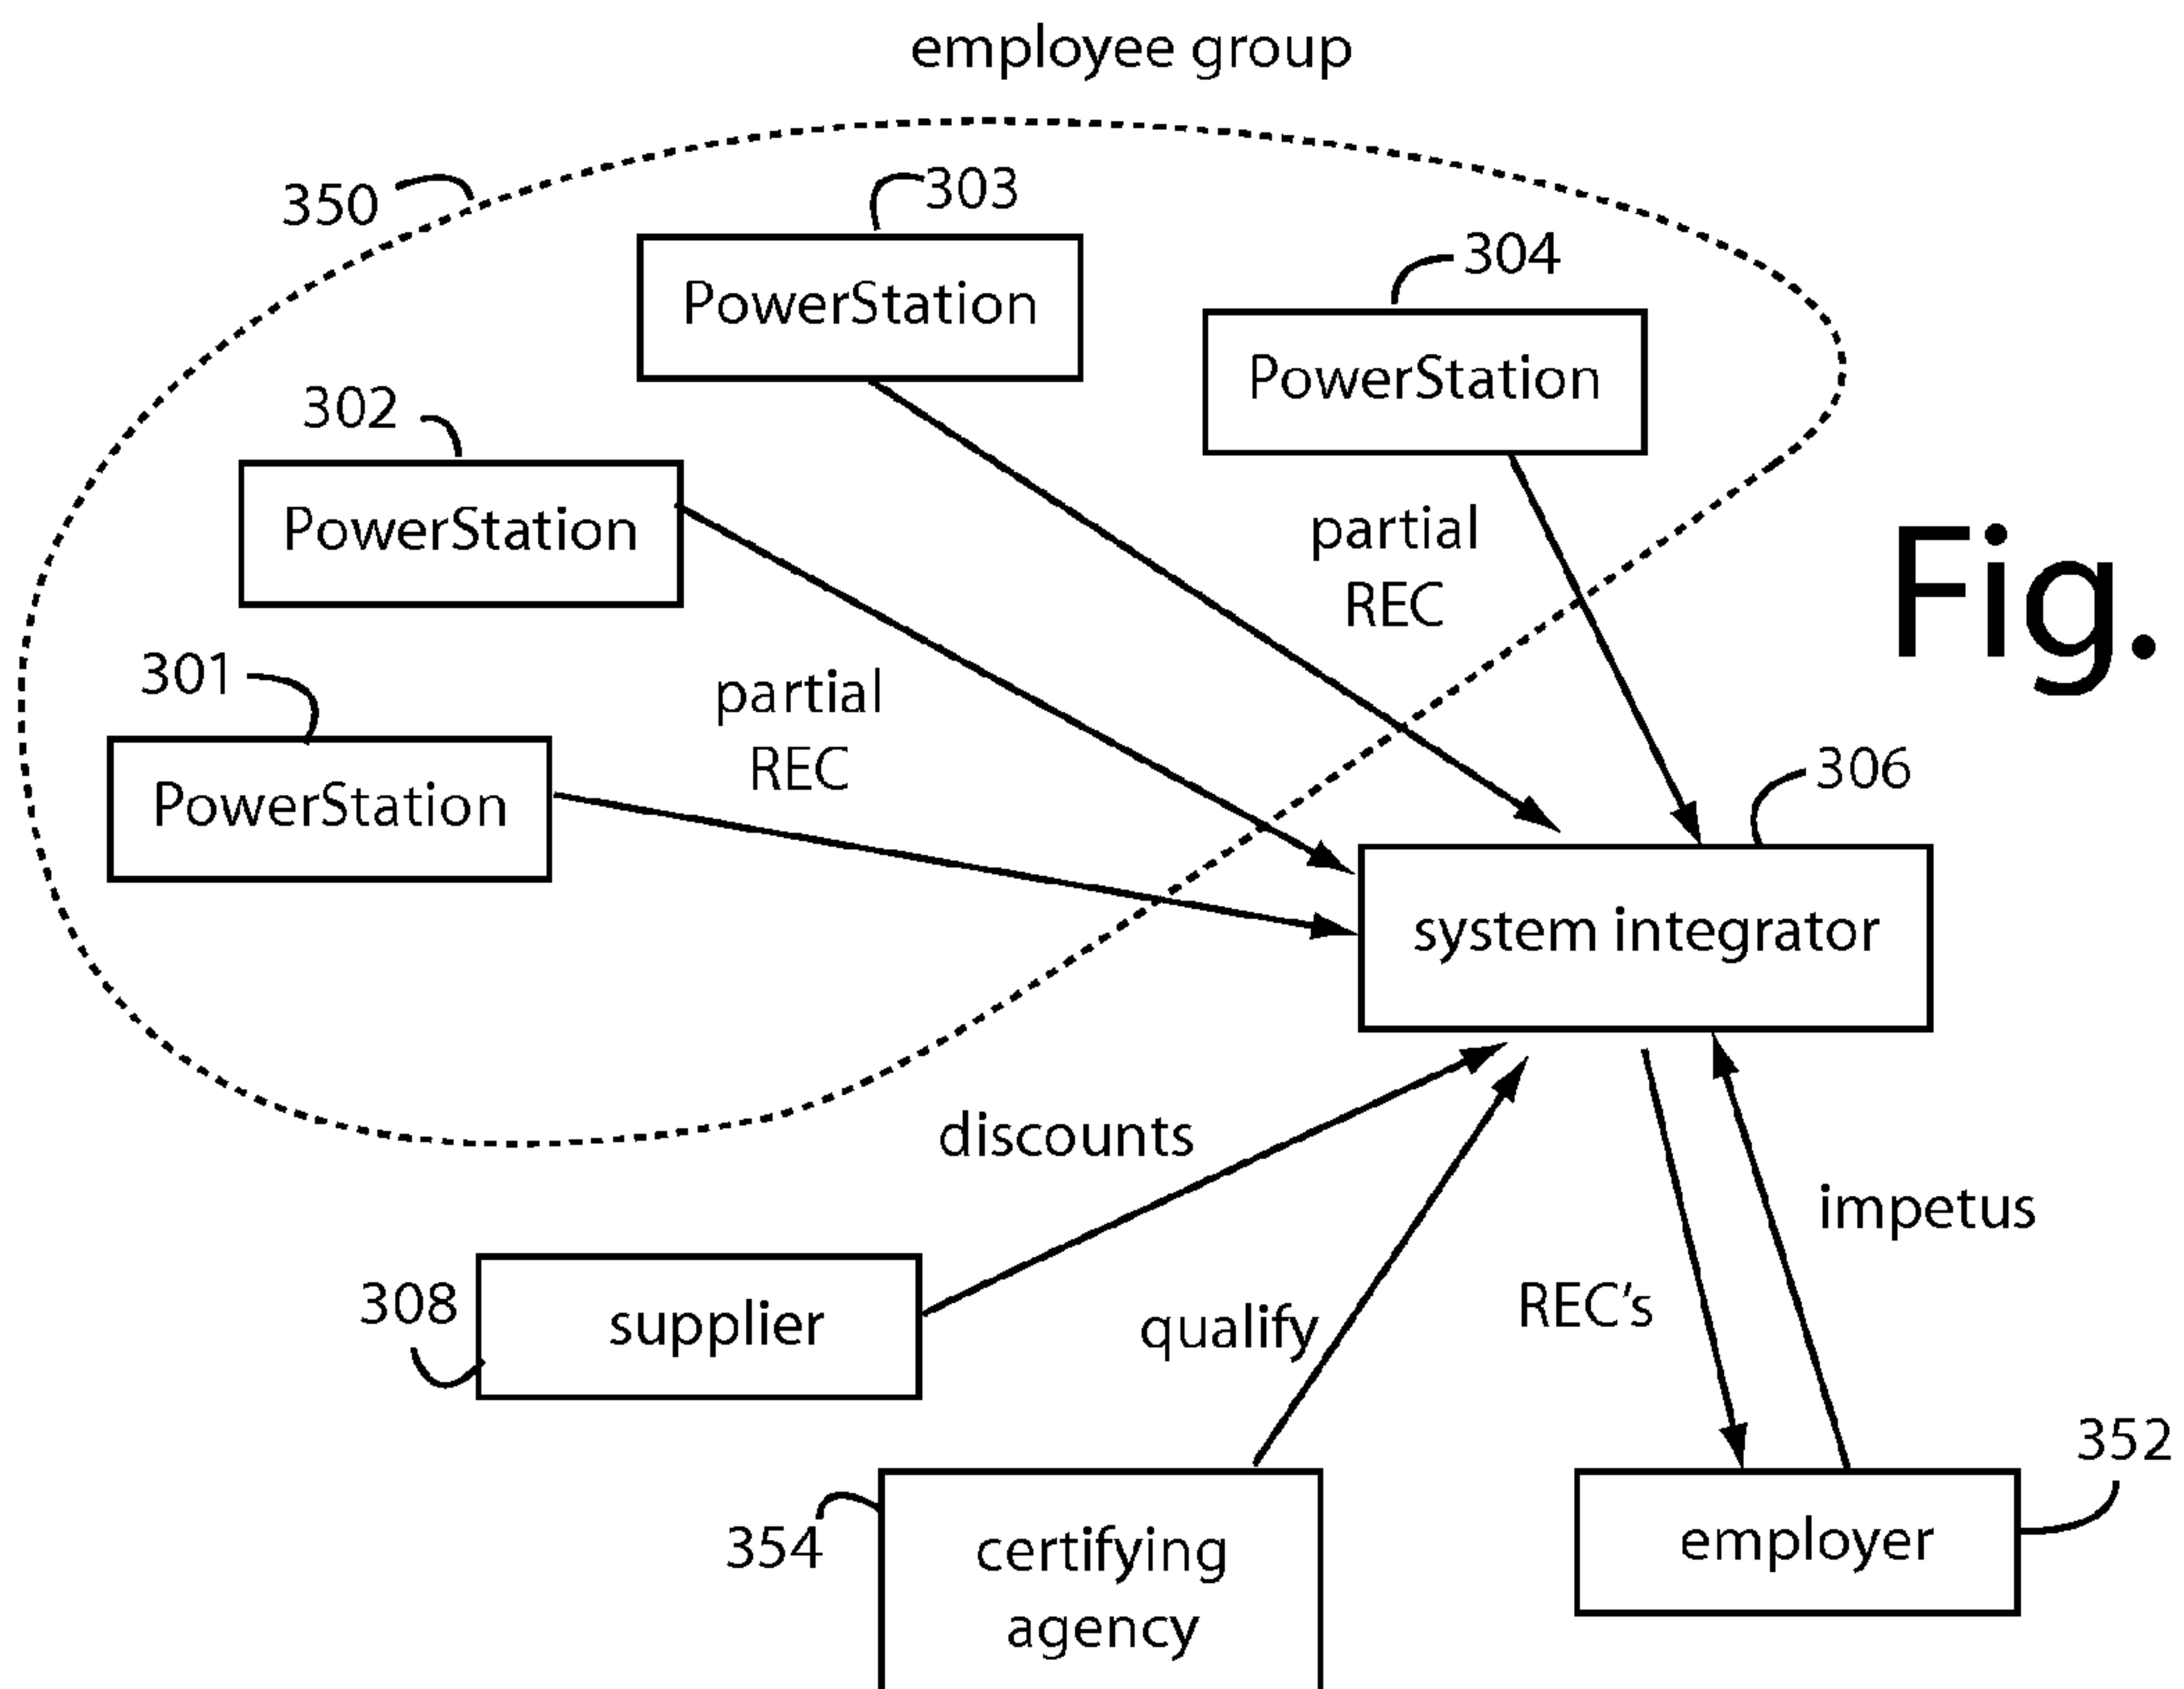 employee group
350
303
304
PowerStation
PowerStation
302
PowerStation
partial
REC
Fig.
301
partial
REC
PowerStation
306
system integrator
discounts
impetus
308
supplier
qualify
REC's
352
354
certifying
agency
employer